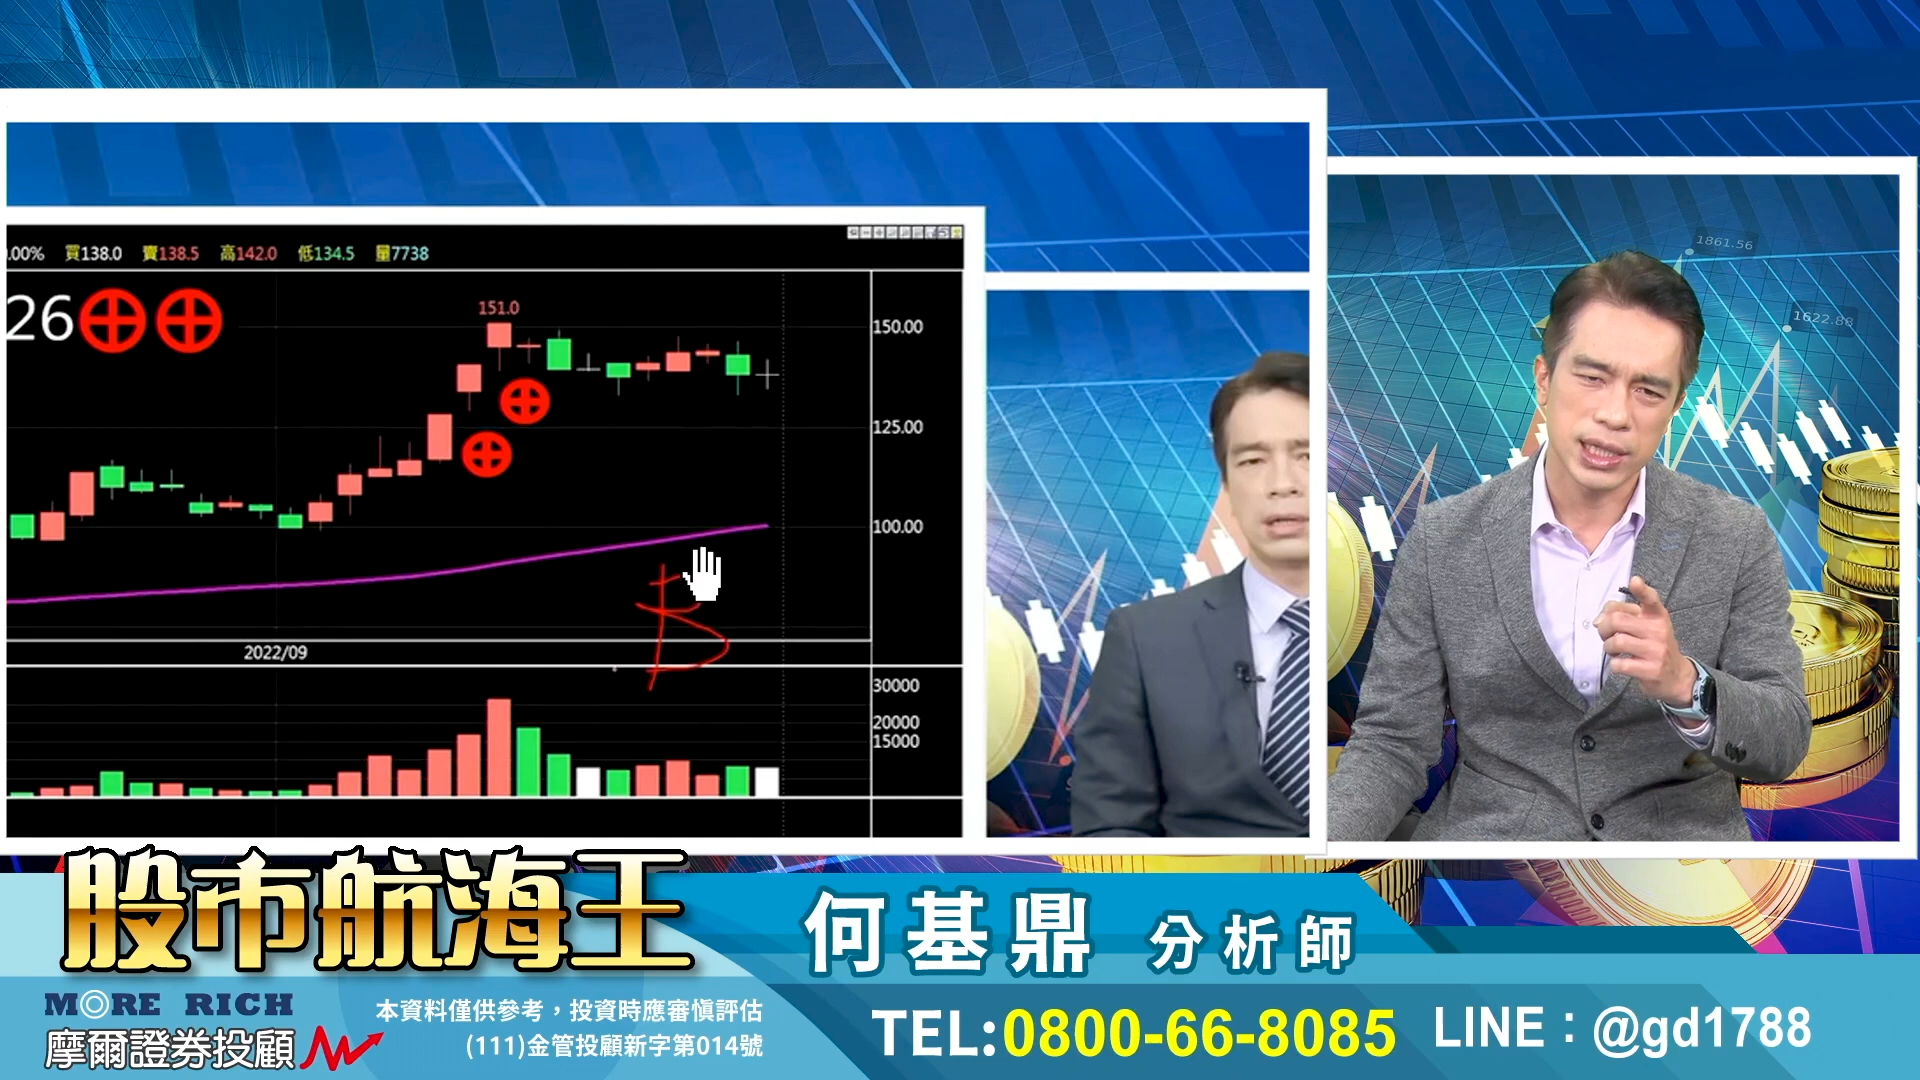 .00% 買138.0 賣138.5 高142.0 低134.5 量7738
26
151.0
150.00
125.00
100.00
2022/09
30000
20000
15000
B
1861.56
1622.88
股市航海王
MORE RICH
摩爾證券投顧
本資料僅供參考，投資時應審慎評估
(111)金管投顧新字第014號
何基鼎 分析師
TEL:0800-66-8085
LINE：@gd1788